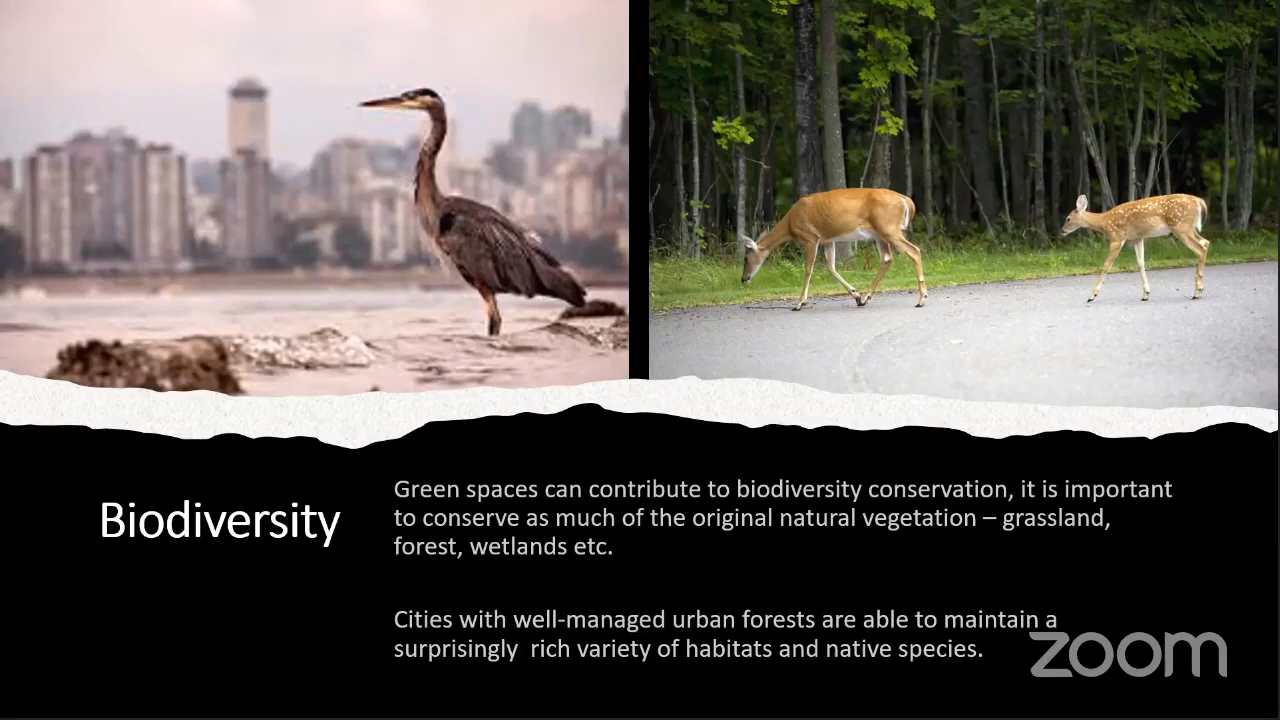 Biodiversity
Green spaces can contribute to biodiversity conservation, it is important
to conserve as much of the original natural vegetation – grassland,
forest, wetlands etc.
Cities with well-managed urban forests are able to maintain a
surprisingly  rich variety of habitats and native species.
zoom